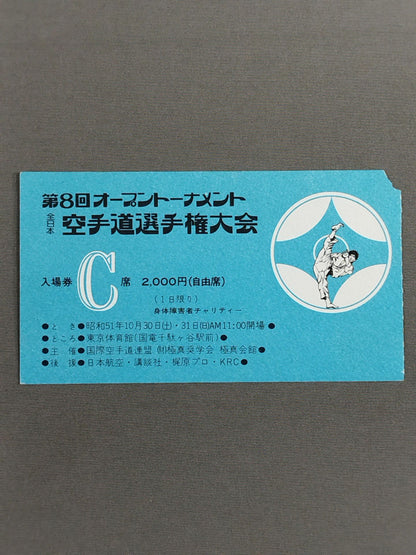 第8回オープントーナメント
全日本 空手道選手権大会
入場券 C席 2,000円(自由席)
(1日限り)
身体障害者チャリティー
●とき●昭和51年10月30日(土)・31日(日)AM11:00開場●
●ところ●東京体育館(国電千駄ケ谷駅前)●
●主催●国際空手道連盟 ㈶極真奨学会 極真会館●
●後援●日本航空・講談社・梶原プロ・KRC●